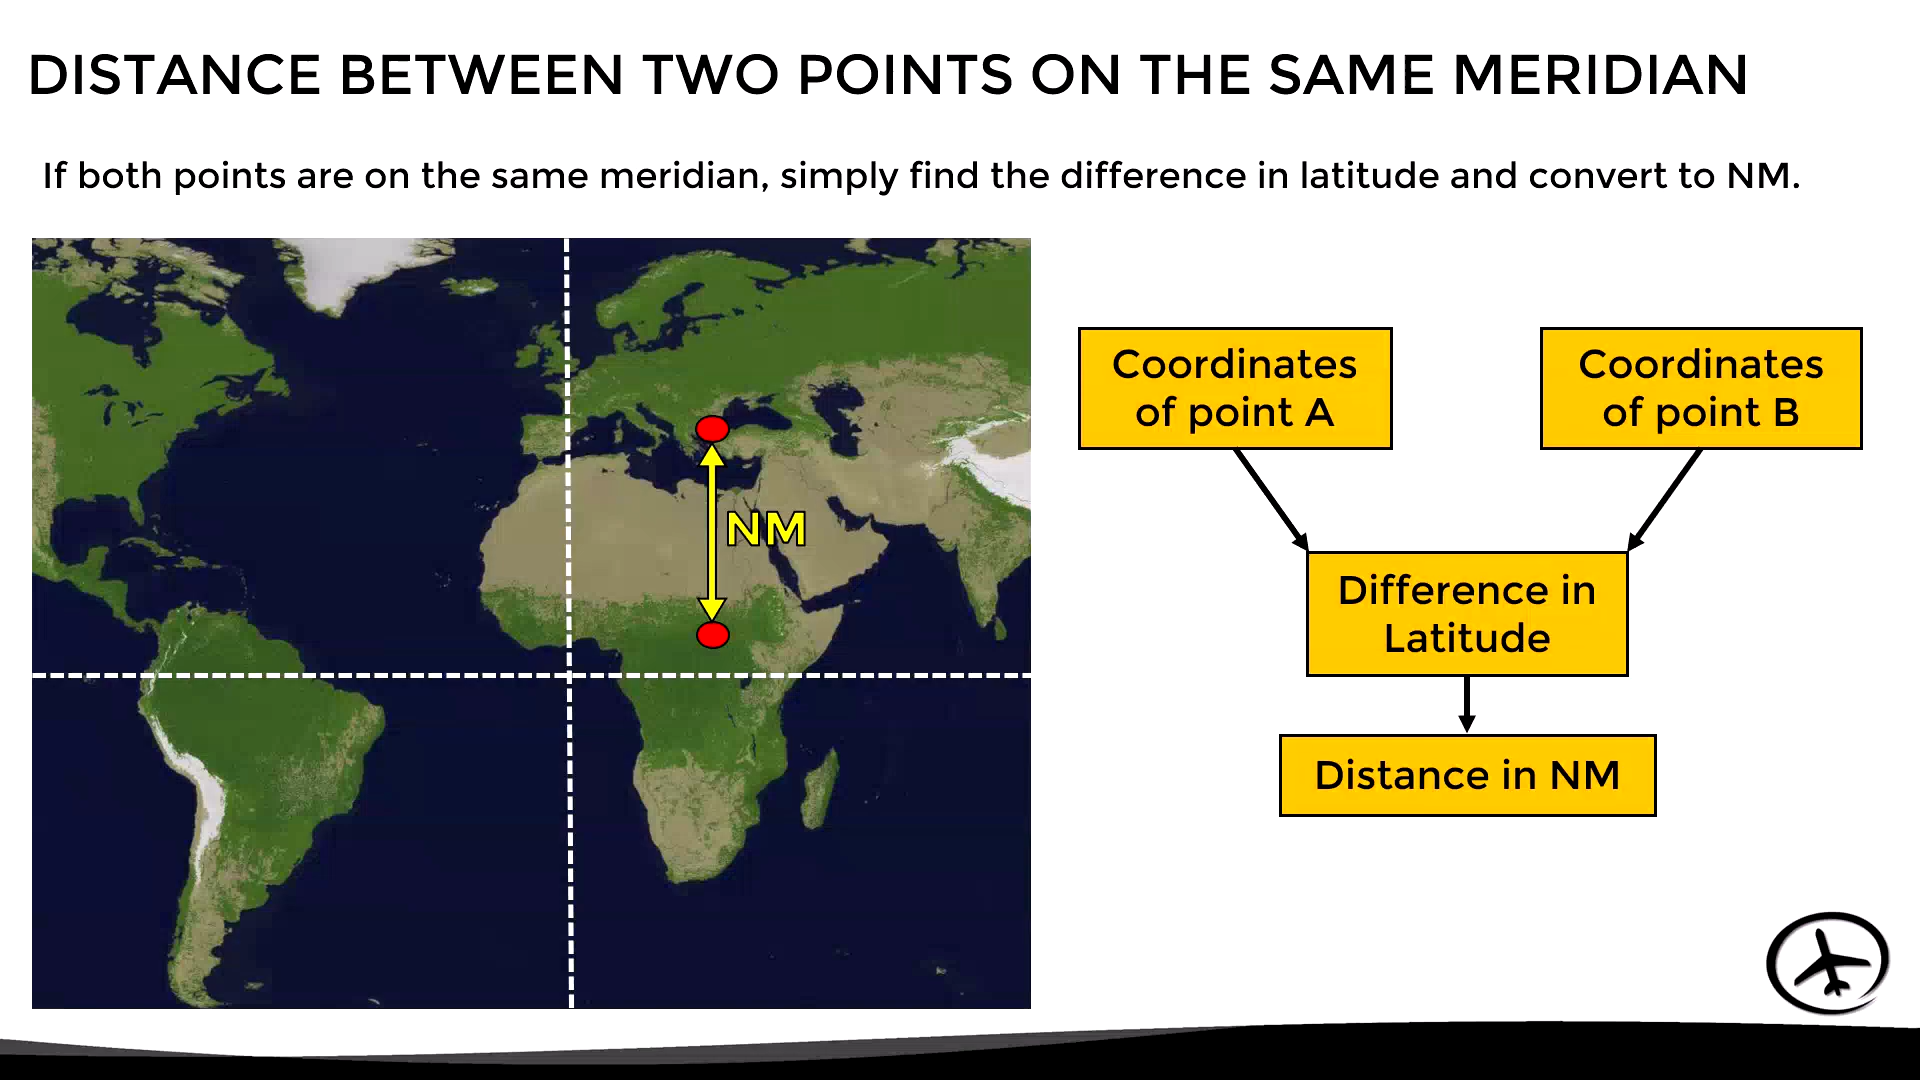 DISTANCE BETWEEN TWO POINTS ON THE SAME MERIDIAN
If both points are on the same meridian, simply find the difference in latitude and convert to NM.
NM
Coordinates
of point A
Coordinates
of point B
Difference in
Latitude
Distance in NM